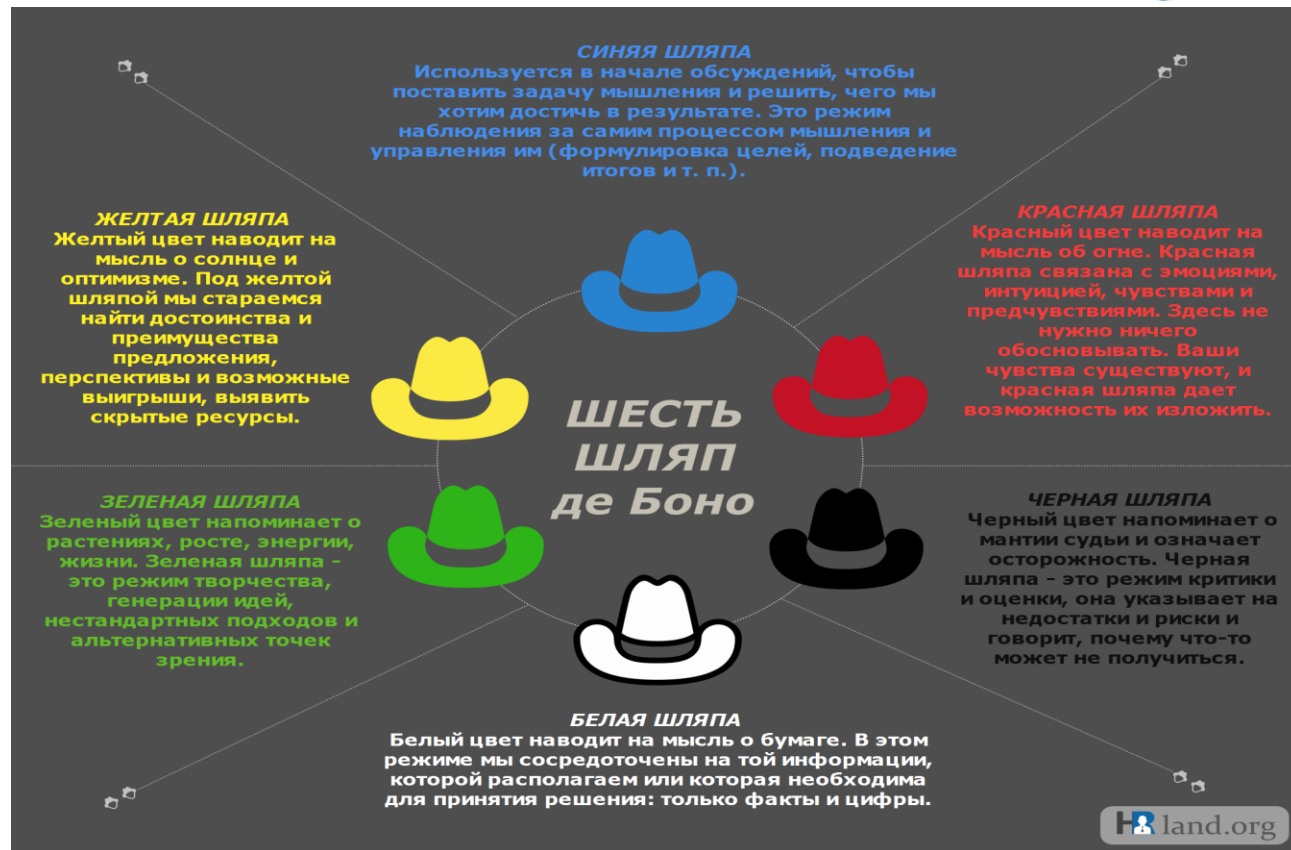 СИНЯЯ ШЛЯПА
Используется в начале обсуждений, чтобы
поставить задачу мышления и решить, чего мы
хотим достичь в результате. Это режим
наблюдения за самим процессом мышления и
управления им (формулировка целей, подведение
итогов и т. п.).
ЖЕЛТАЯ ШЛЯПА
Желтый цвет наводит на
мысль о солнце и
оптимизме. Под желтой
шляпой мы стараемся
найти достоинства и
преимущества
предложения,
перспективы и возможные
выигрыши, выявить
скрытые ресурсы.
КРАСНАЯ ШЛЯПА
Красный цвет наводит на
мысль об огне. Красная
шляпа связана с эмоциями,
интуицией, чувствами и
предчувствиями. Здесь не
нужно ничего
обосновывать. Ваши
чувства существуют, и
красная шляпа дает
возможность их изложить.
ШЕСТЬ
ШЛЯП
де Боно
ЗЕЛЕНАЯ ШЛЯПА
Зеленый цвет напоминает о
растениях, росте, энергии,
жизни. Зеленая шляпа –
это режим творчества,
генерации идей,
нестандартных подходов и
альтернативных точек
зрения.
ЧЕРНАЯ ШЛЯПА
Черный цвет напоминает о
мантии судьи и означает
осторожность. Черная
шляпа – это режим критики
и оценки, она указывает на
недостатки и риски и
говорит, почему что-то
может не получиться.
БЕЛАЯ ШЛЯПА
Белый цвет наводит на мысль о бумаге. В этом
режиме мы сосредоточены на той информации,
которой располагаем или которая необходима
для принятия решения: только факты и цифры.
HR land.org